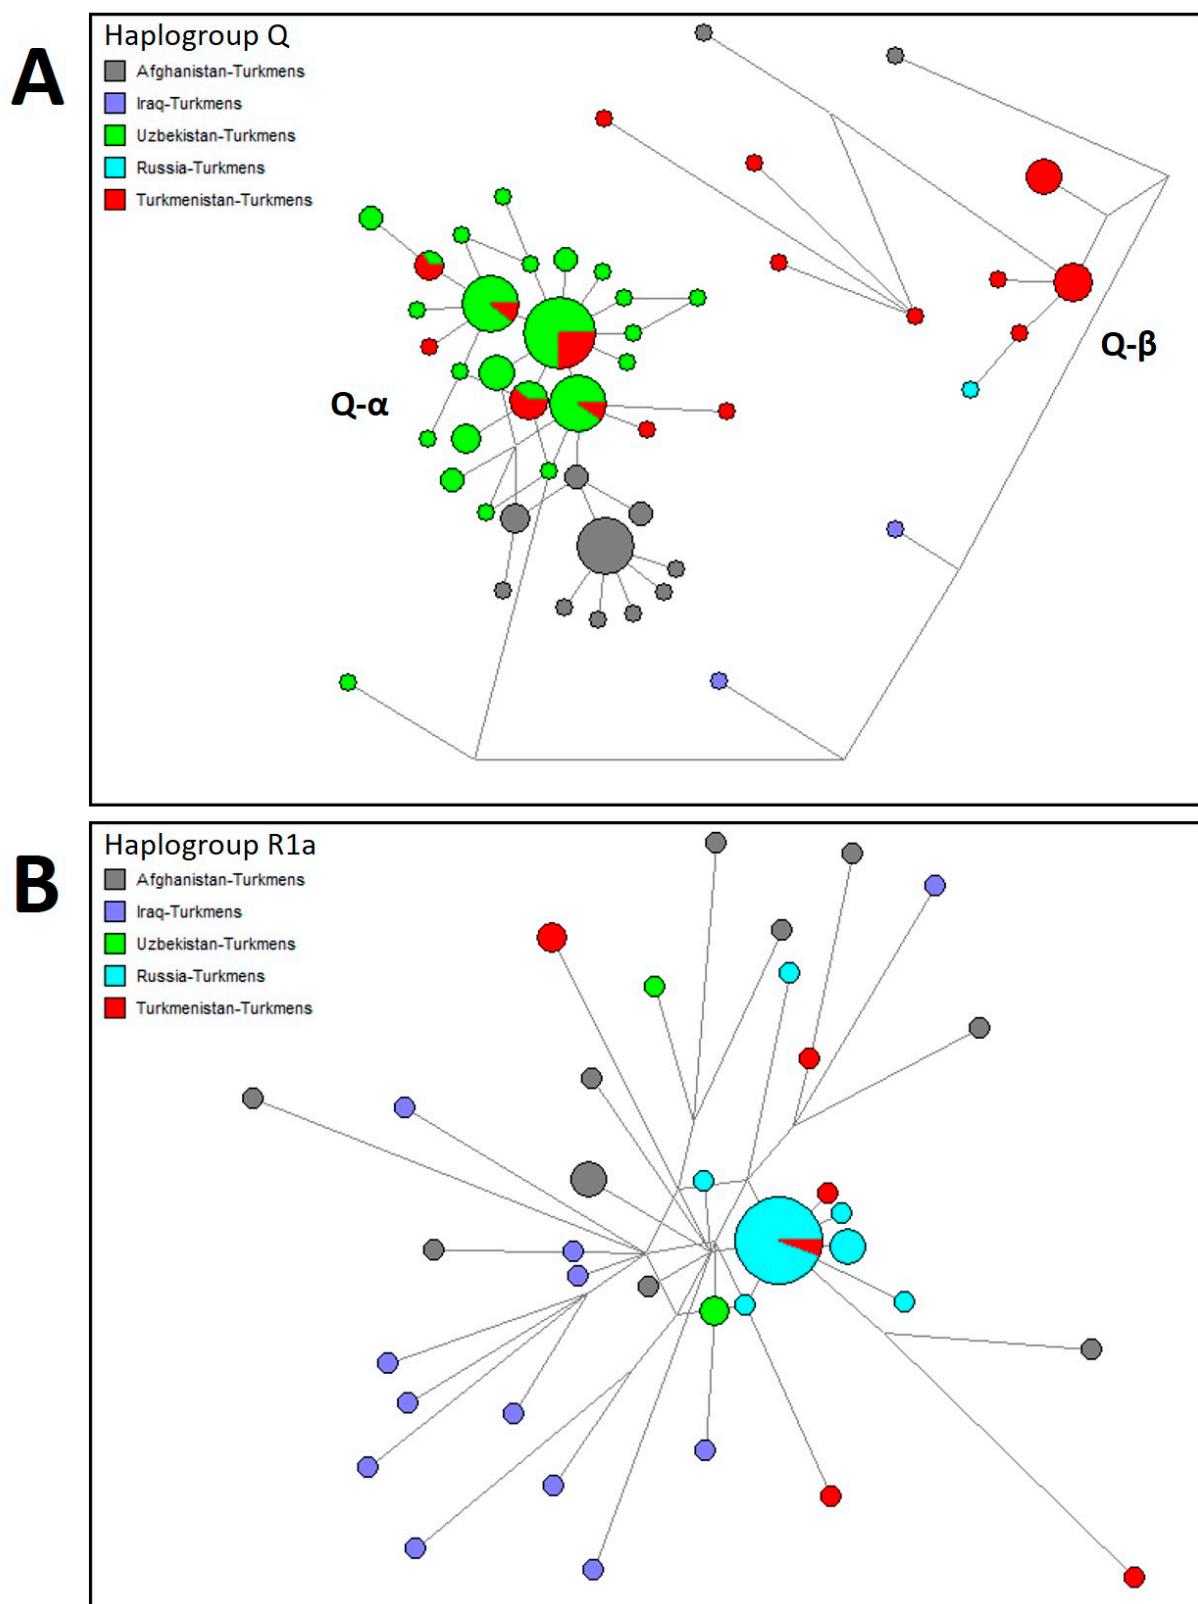 A
Haplogroup Q
Afghanistan-Turkmens
Iraq-Turkmens
Uzbekistan-Turkmens
Russia-Turkmens
Turkmenistan-Turkmens
Q-β
Q-α
B
Haplogroup R1a
Afghanistan-Turkmens
Iraq-Turkmens
Uzbekistan-Turkmens
Russia-Turkmens
Turkmenistan-Turkmens